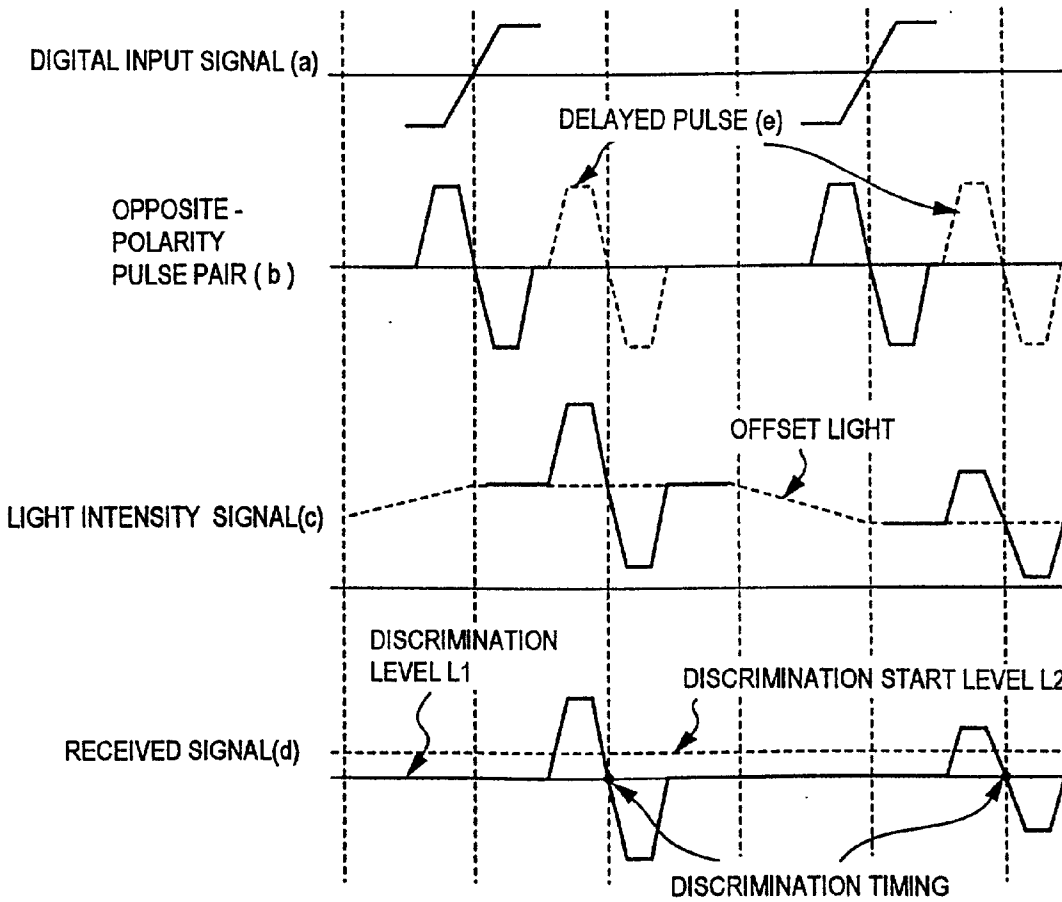 DIGITAL INPUT SIGNAL (a)
DELAYED PULSE (e)
OPPOSITE -
POLARITY
PULSE PAIR ( b )
OFFSET LIGHT
LIGHT INTENSITY SIGNAL(c)
DISCRIMINATION
LEVEL L1
DISCRIMINATION START LEVEL L2
RECEIVED SIGNAL(d)
DISCRIMINATION TIMING